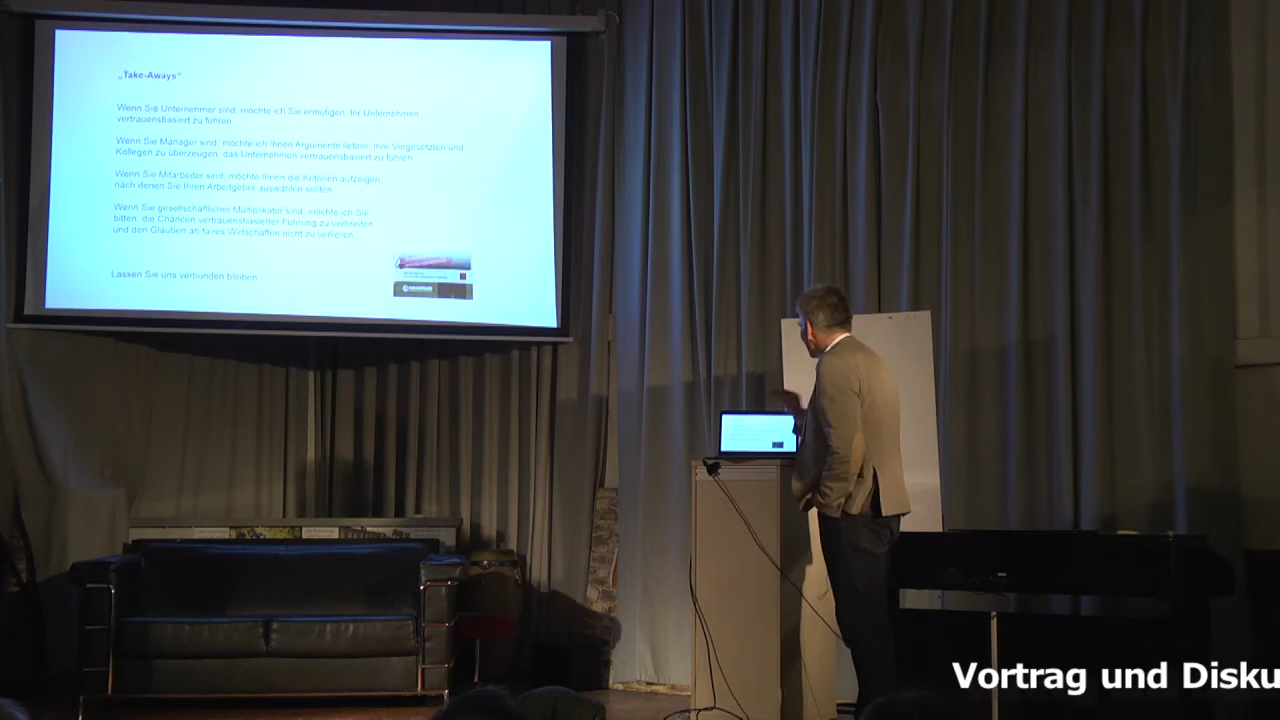 „Take-Aways“
Wenn Sie Unternehmer sind, möchte ich Sie ermutigen, Ihr Unternehmen
vertrauensbasiert zu führen.
Wenn Sie Manager sind, möchte ich Ihnen Argumente liefern, Ihre Vorgesetzten und
Kollegen zu überzeugen, das Unternehmen vertrauensbasiert zu führen.
Wenn Sie Mitarbeiter sind, möchte Ihnen die Kriterien aufzeigen,
nach denen Sie Ihren Arbeitgeber auswählen sollten.
Wenn Sie gesellschaftlicher Multiplikator sind, möchte ich Sie
bitten, die Chancen vertrauensbasierter Führung zu verbreiten
und den Glauben an faires Wirtschaften nicht zu verlieren.
Lassen Sie uns verbunden bleiben
Vortrag und Disku